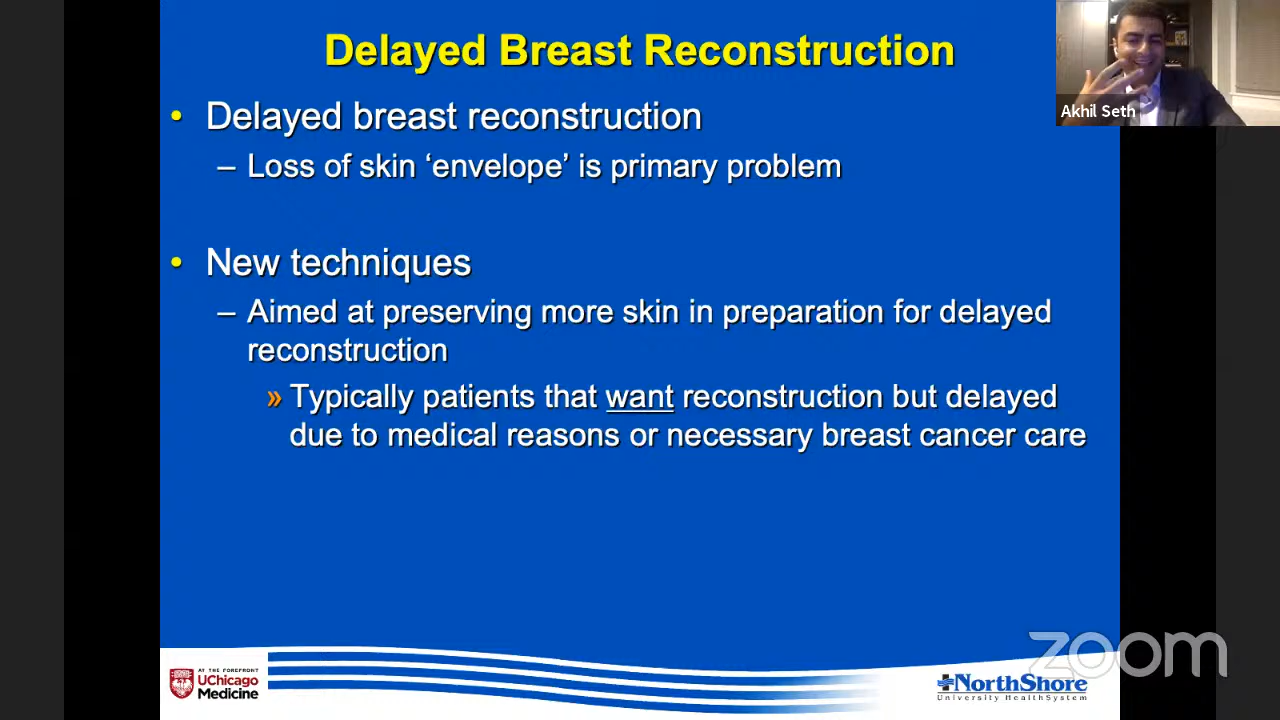 Delayed Breast Reconstruction
Akhil Seth
• Delayed breast reconstruction
– Loss of skin ‘envelope’ is primary problem
• New techniques
– Aimed at preserving more skin in preparation for delayed
reconstruction
» Typically patients that want reconstruction but delayed
due to medical reasons or necessary breast cancer care
zoom
AT THE FOREFRONT
UChicago
Medicine
NorthShore
University HealthSystem